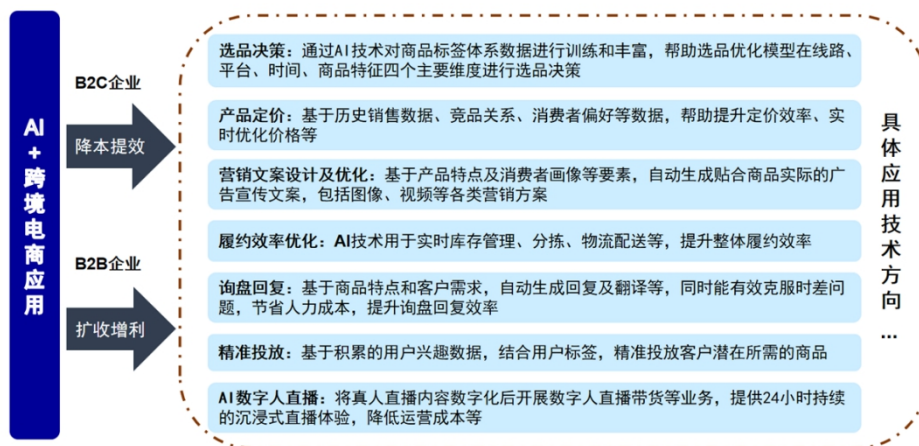 AI+跨境电商应用
B2C企业
降本提效
B2B企业
扩收增利
选品决策：通过AI技术对商品标签体系数据进行训练和丰富，帮助选品优化模型在线路、
平台、时间、商品特征四个主要维度进行选品决策
产品定价：基于历史销售数据、竞品关系、消费者偏好等数据，帮助提升定价效率、实
时优化价格等
营销文案设计及优化：基于产品特点及消费者画像等要素，自动生成贴合商品实际的广
告宣传文案，包括图像、视频等各类营销方案
履约效率优化：AI技术用于实时库存管理、分拣、物流配送等，提升整体履约效率
询盘回复：基于商品特点和客户需求，自动生成回复及翻译等，同时能有效克服时差问
题，节省人力成本，提升询盘回复效率
精准投放：基于积累的用户兴趣数据，结合用户标签，精准投放客户潜在所需的商品
AI数字人直播：将真人直播内容数字化后开展数字人直播带货等业务，提供24小时持续
的沉浸式直播体验，降低运营成本等
具体应用技术方向...